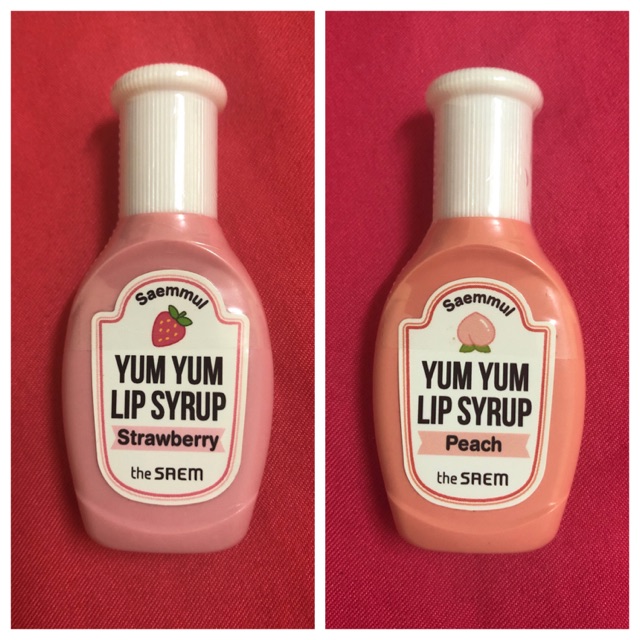 Saemmul
YUM YUM
LIP SYRUP
Strawberry
the SAEM
Saemmul
YUM YUM
LIP SYRUP
Peach
the SAEM